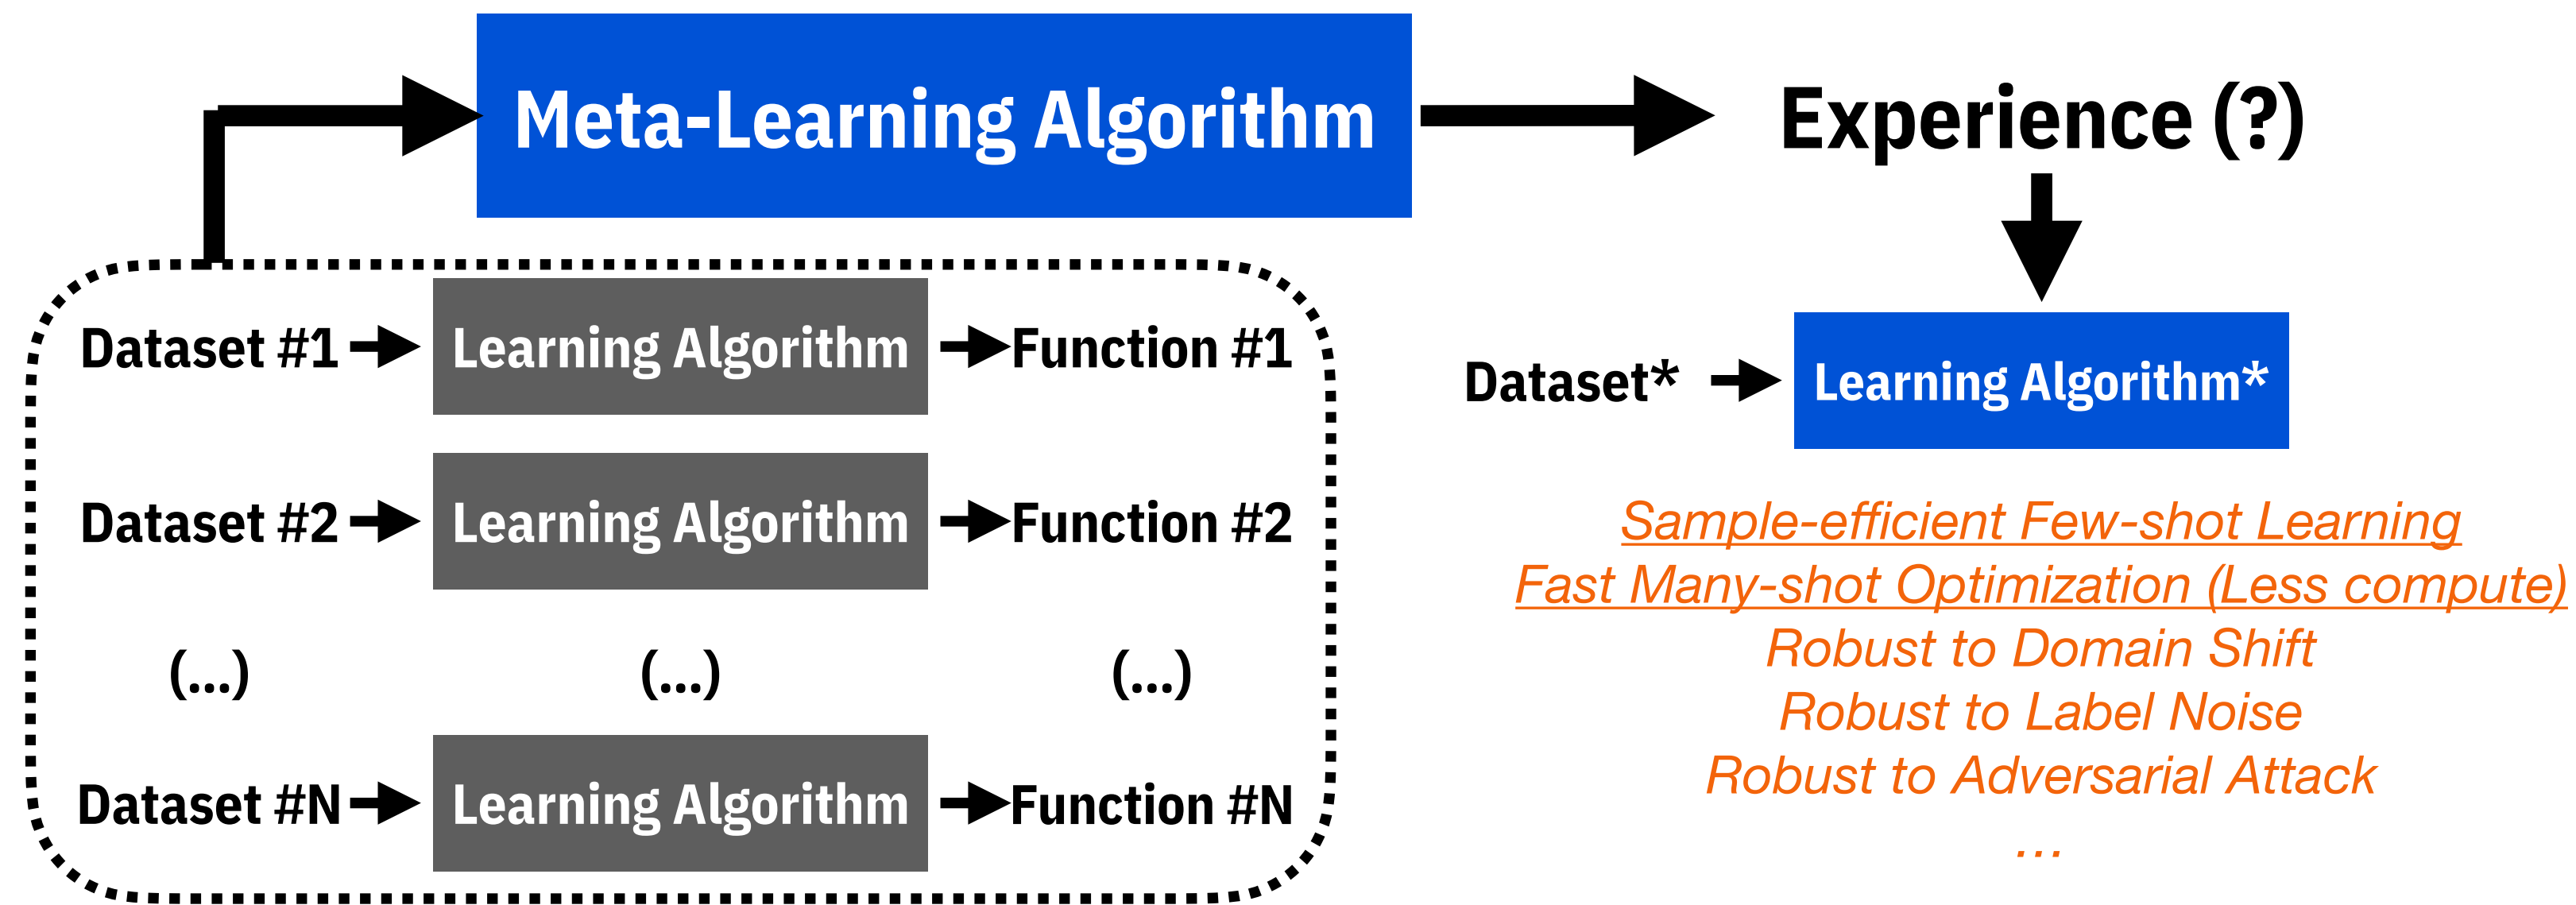 Meta-Learning Algorithm
Experience (?)
Dataset #1
Learning Algorithm
Function #1
Dataset #2
Learning Algorithm
Function #2
(...)
(...)
(...)
Dataset #N
Learning Algorithm
Function #N
Dataset*
Learning Algorithm*
Sample-efficient Few-shot Learning
Fast Many-shot Optimization (Less compute)
Robust to Domain Shift
Robust to Label Noise
Robust to Adversarial Attack
...